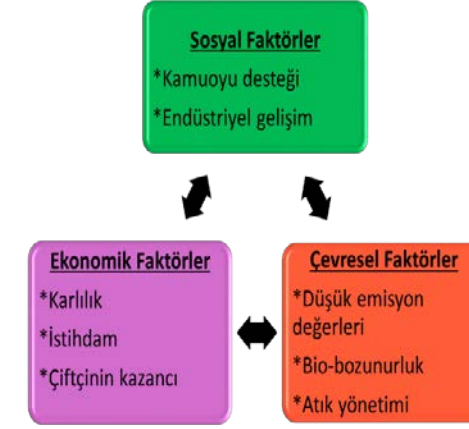 Sosyal Faktörler
*Kamuoyu desteği
*Endüstriyel gelişim
Ekonomik Faktörler
*Karlılık
*İstihdam
*Çiftçinin kazancı
Çevresel Faktörler
*Düşük emisyon
değerleri
*Bio-bozunurluk
*Atık yönetimi